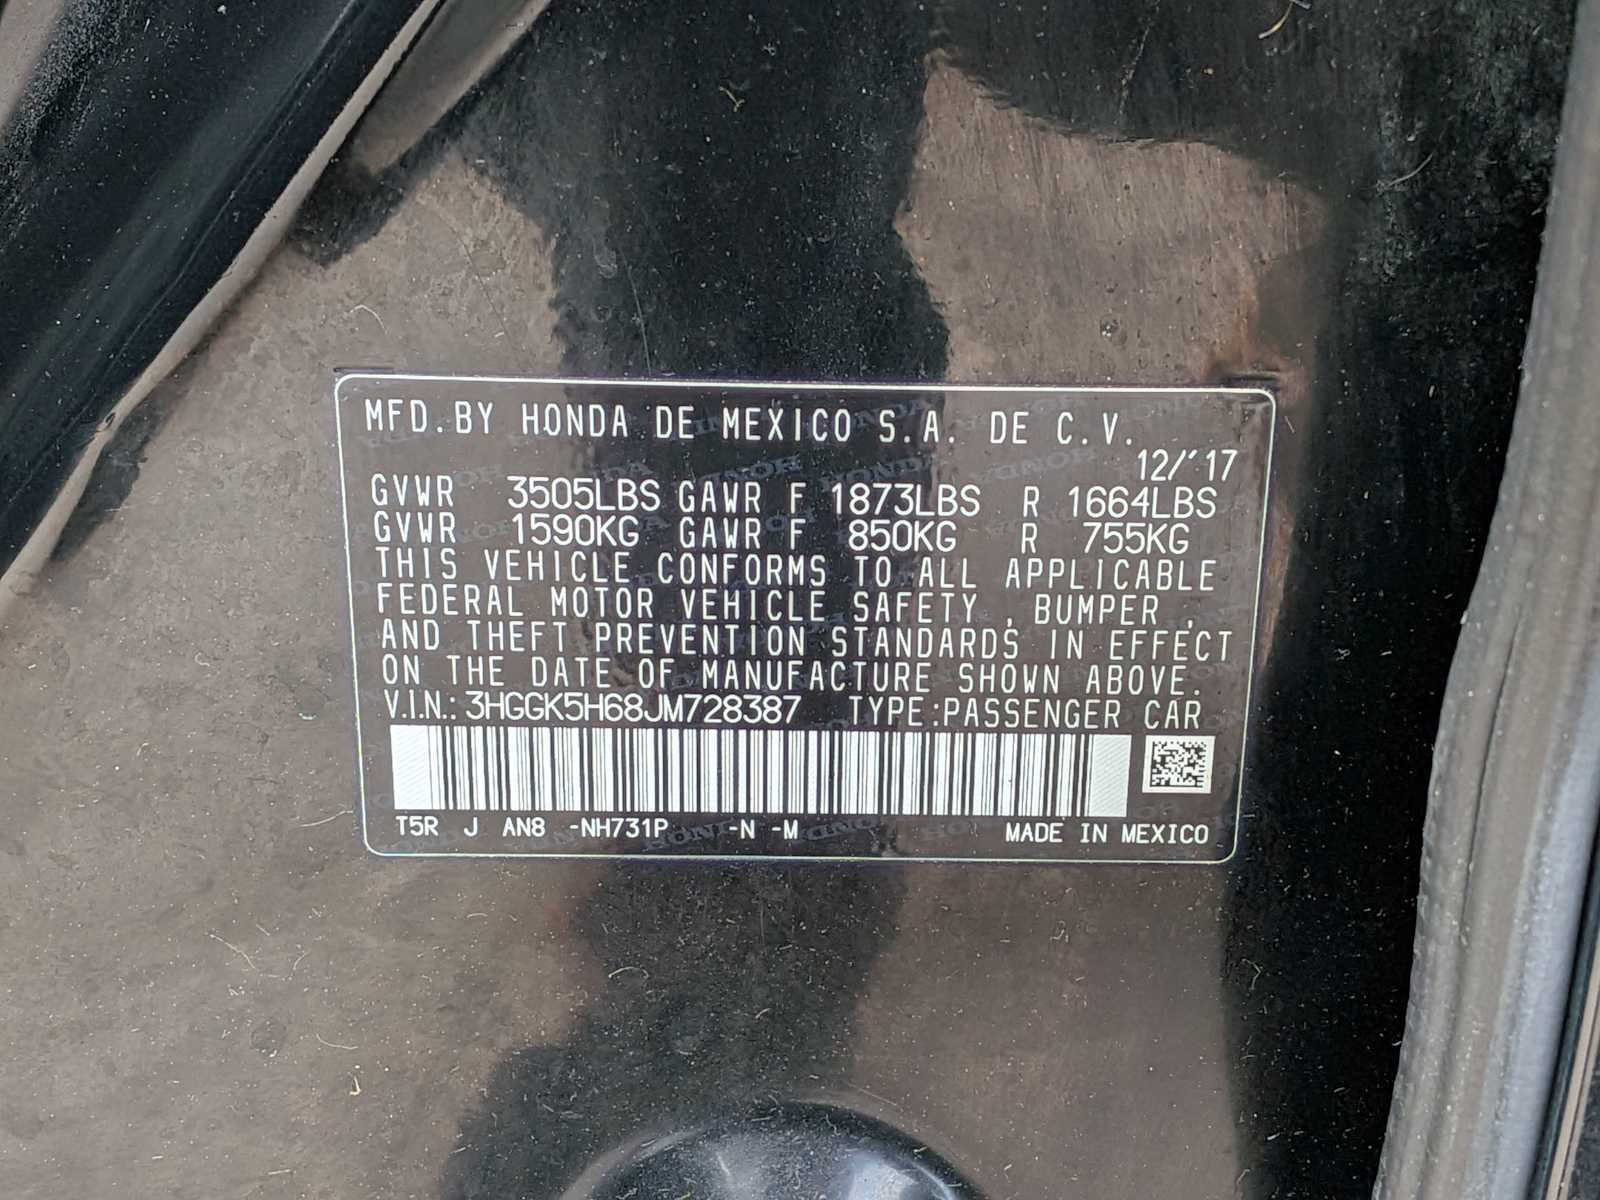 MFD. BY HONDA DE MEXICO S.A. DE C.V.
12/'17
GVWR 3505LBS GAWR F 1873LBS R 1664LBS
GVWR 1590KG GAWR F 850KG R 755KG
THIS VEHICLE CONFORMS TO ALL APPLICABLE
FEDERAL MOTOR VEHICLE SAFETY , BUMPER ,
AND THEFT PREVENTION STANDARDS IN EFFECT
ON THE DATE OF MANUFACTURE SHOWN ABOVE.
V.I.N.: 3HGGK5H68JM728387 TYPE:PASSENGER CAR
T5R J AN8 -NH731P -N -M MADE IN MEXICO